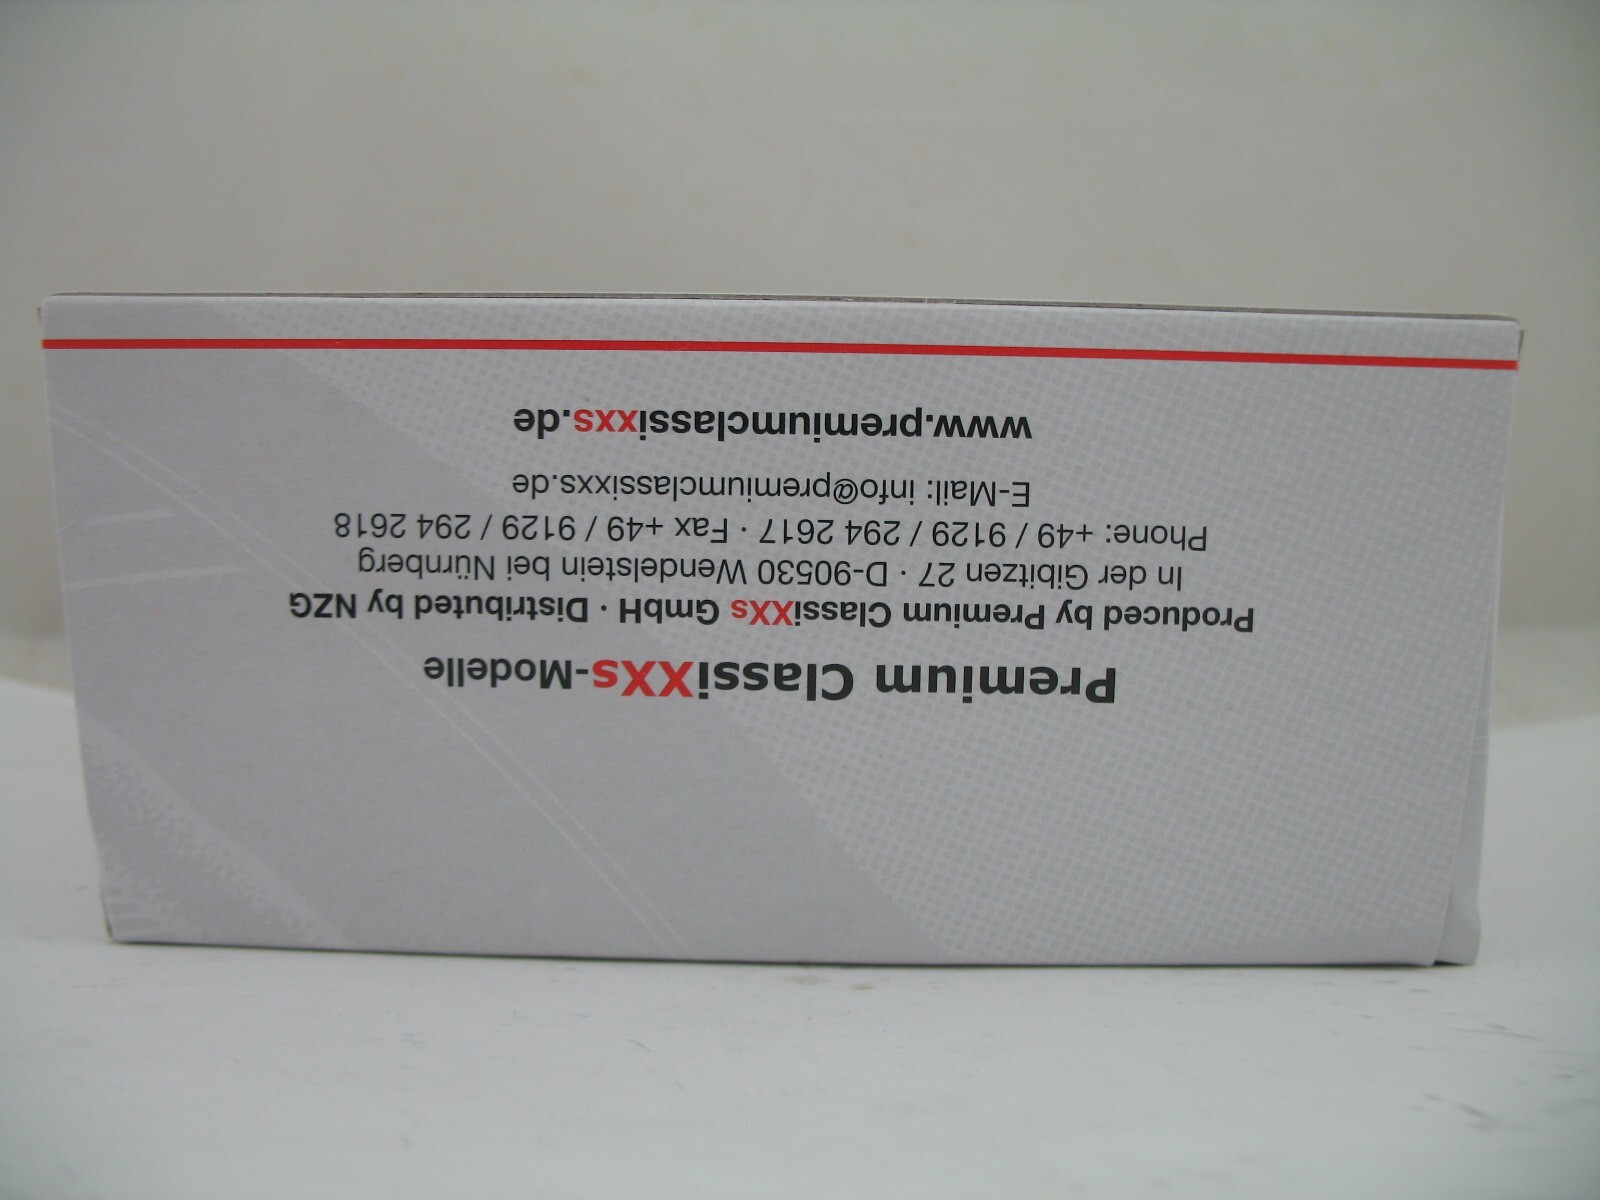 Premium ClassiXXs-Modelle
Produced by Premium ClassiXXs GmbH · Distributed by NZG
In der Gibitzen 27 · D-90530 Wendelstein bei Nürnberg
Phone: +49 / 9129 / 294 2617 · Fax +49 / 9129 / 294 2618
E-Mail: info@premiumclassixxs.de
www.premiumclassixxs.de